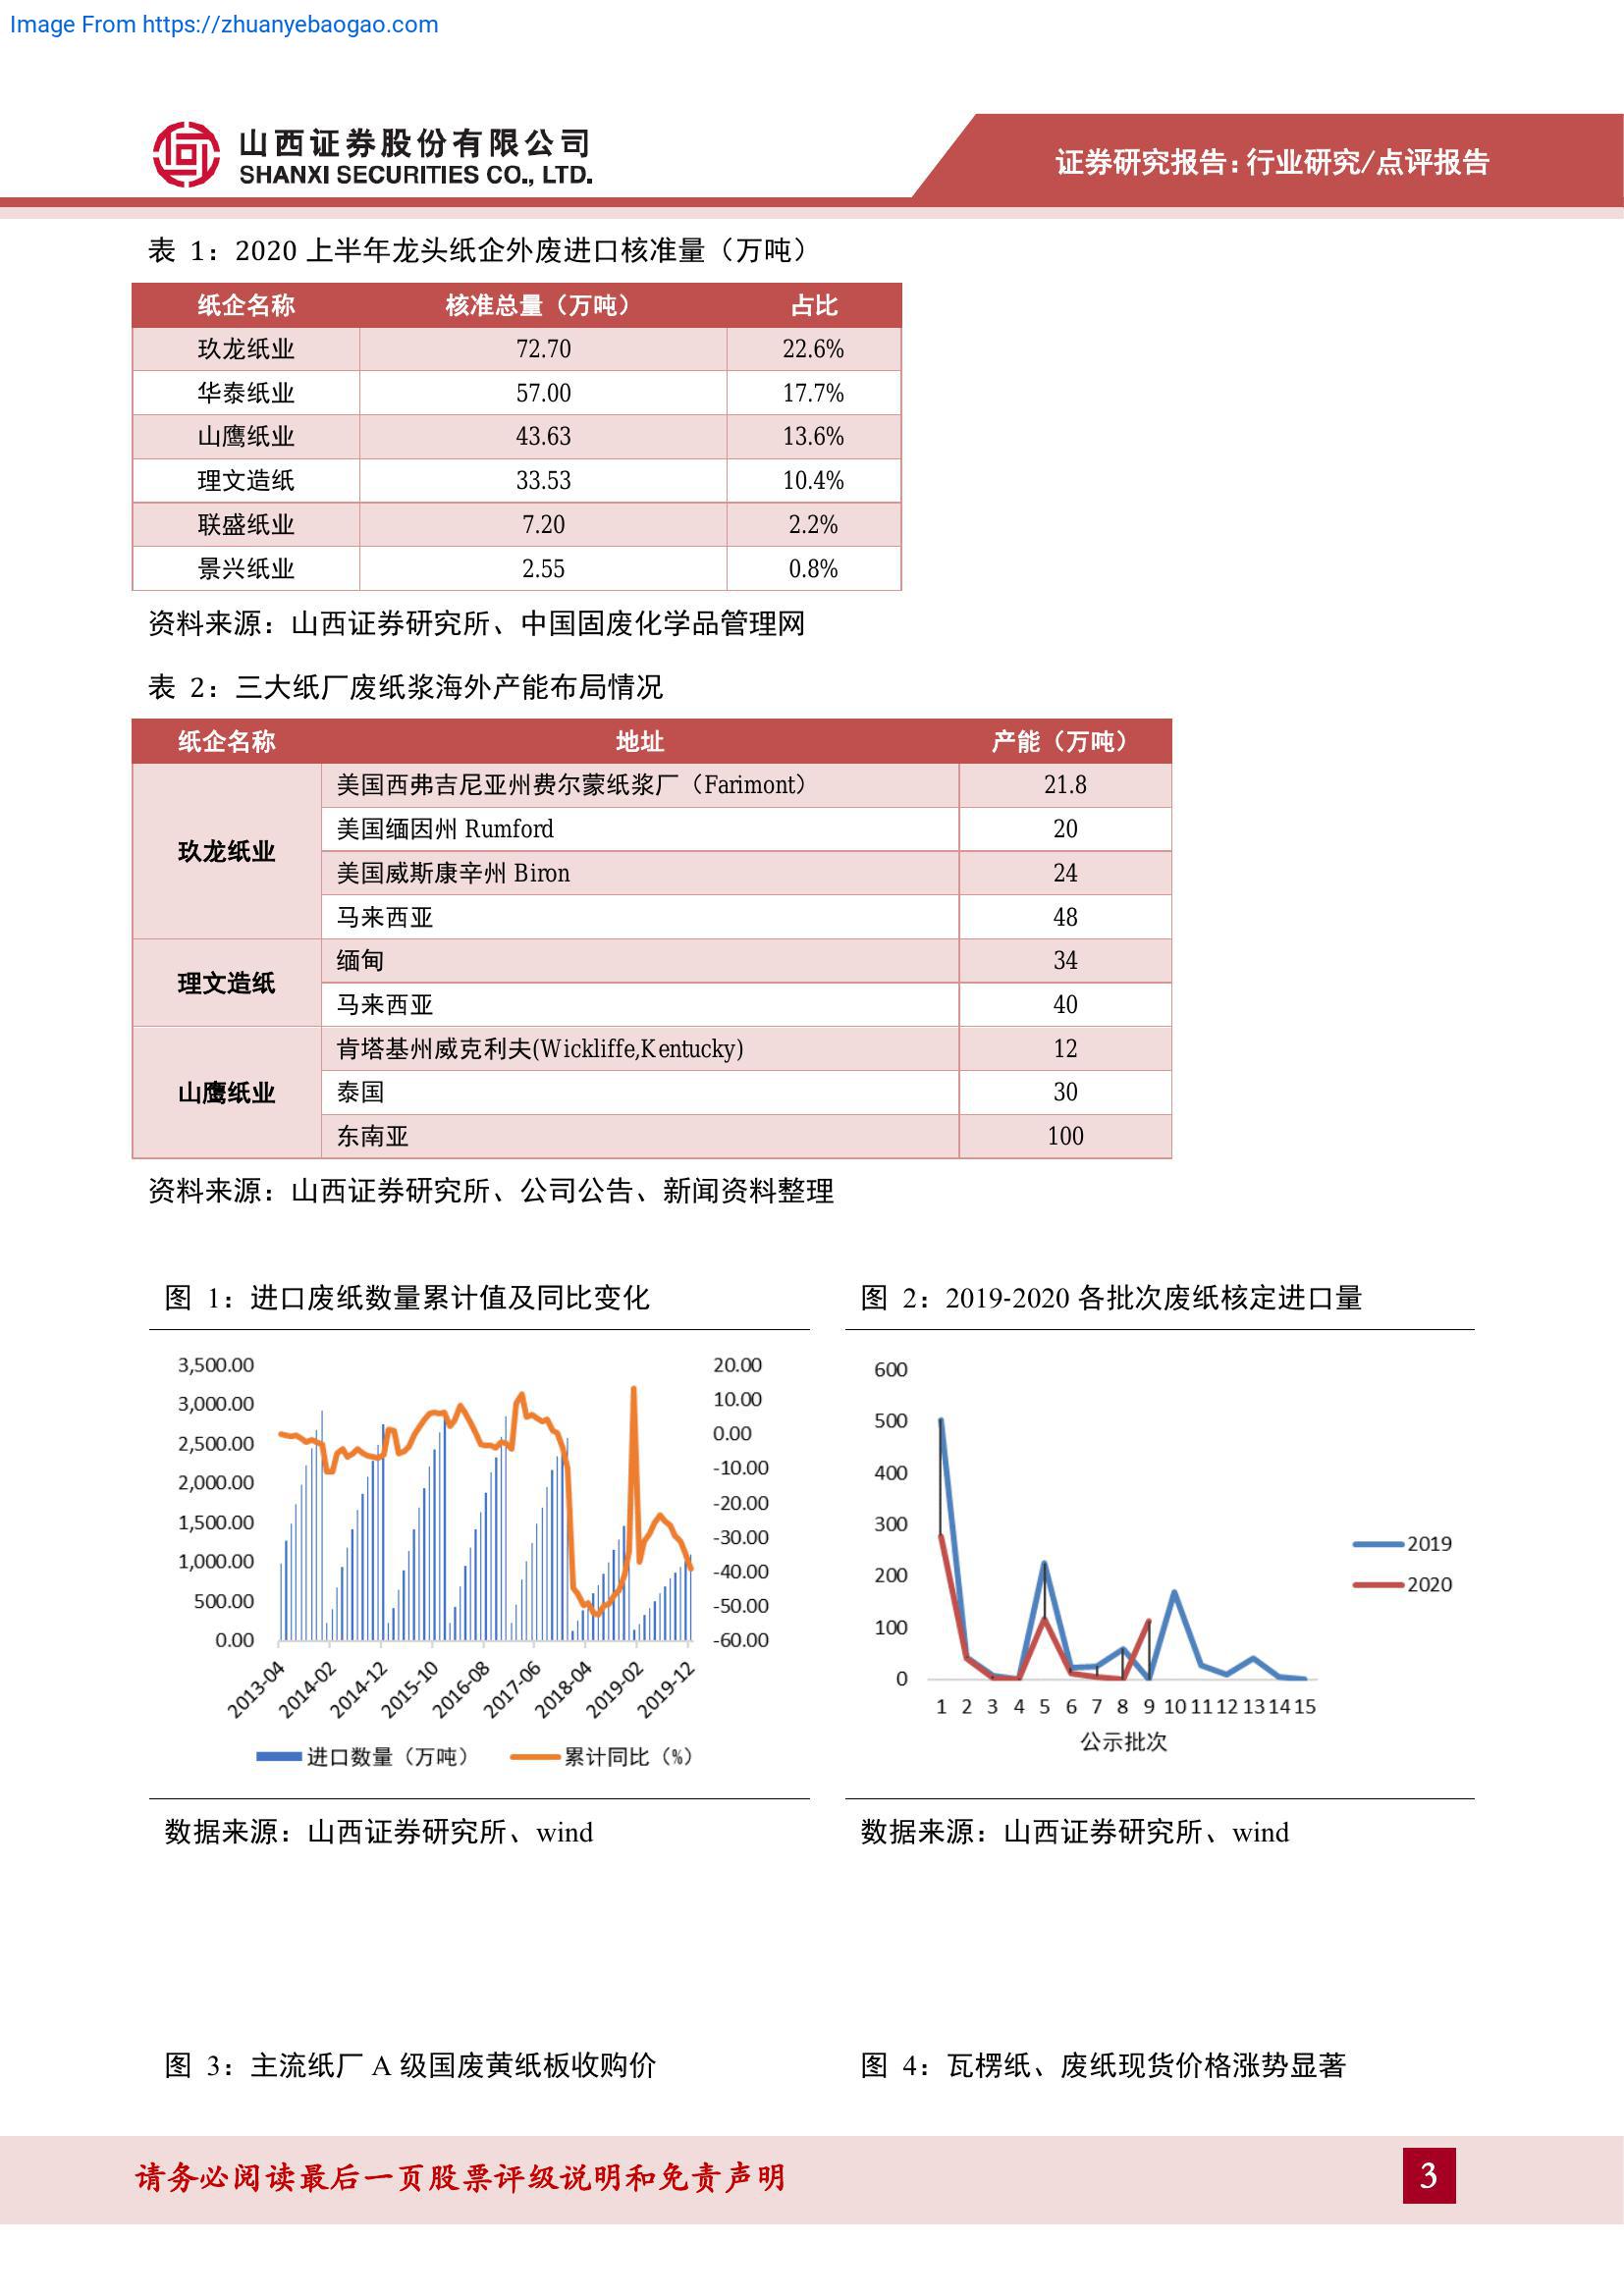 Image From https://zhuanyebaogao.com
山西证券股份有限公司
SHANXI SECURITIES CO., LTD.
证券研究报告：行业研究/点评报告
表 1：2020 上半年龙头纸企外废进口核准量（万吨）
纸企名称 核准总量（万吨） 占比
玖龙纸业 72.70 22.6%
华泰纸业 57.00 17.7%
山鹰纸业 43.63 13.6%
理文造纸 33.53 10.4%
联盛纸业 7.20 2.2%
景兴纸业 2.55 0.8%
资料来源：山西证券研究所、中国固废化学品管理网
表 2：三大纸厂废纸浆海外产能布局情况
纸企名称 地址 产能（万吨）
玖龙纸业
美国西弗吉尼亚州费尔蒙纸浆厂（Farimont） 21.8
美国缅因州 Rumford 20
美国威斯康辛州 Biron 24
马来西亚 48
理文造纸
缅甸 34
马来西亚 40
山鹰纸业
肯塔基州威克利夫(Wickliffe,Kentucky) 12
泰国 30
东南亚 100
资料来源：山西证券研究所、公司公告、新闻资料整理
图 1：进口废纸数量累计值及同比变化
3,500.00
3,000.00
2,500.00
2,000.00
1,500.00
1,000.00
500.00
0.00
20.00
10.00
0.00
-10.00
-20.00
-30.00
-40.00
-50.00
-60.00
2013-04 2014-02 2014-12 2015-10 2016-08 2017-06 2018-04 2019-02 2019-12
进口数量（万吨） 累计同比（%）
数据来源：山西证券研究所、wind
图 2：2019-2020 各批次废纸核定进口量
600
500
400
300
200
100
0
1 2 3 4 5 6 7 8 9 10 11 12 13 14 15
公示批次
2019
2020
数据来源：山西证券研究所、wind
图 3：主流纸厂 A 级国废黄纸板收购价
图 4：瓦楞纸、废纸现货价格涨势显著
请务必阅读最后一页股票评级说明和免责声明
3